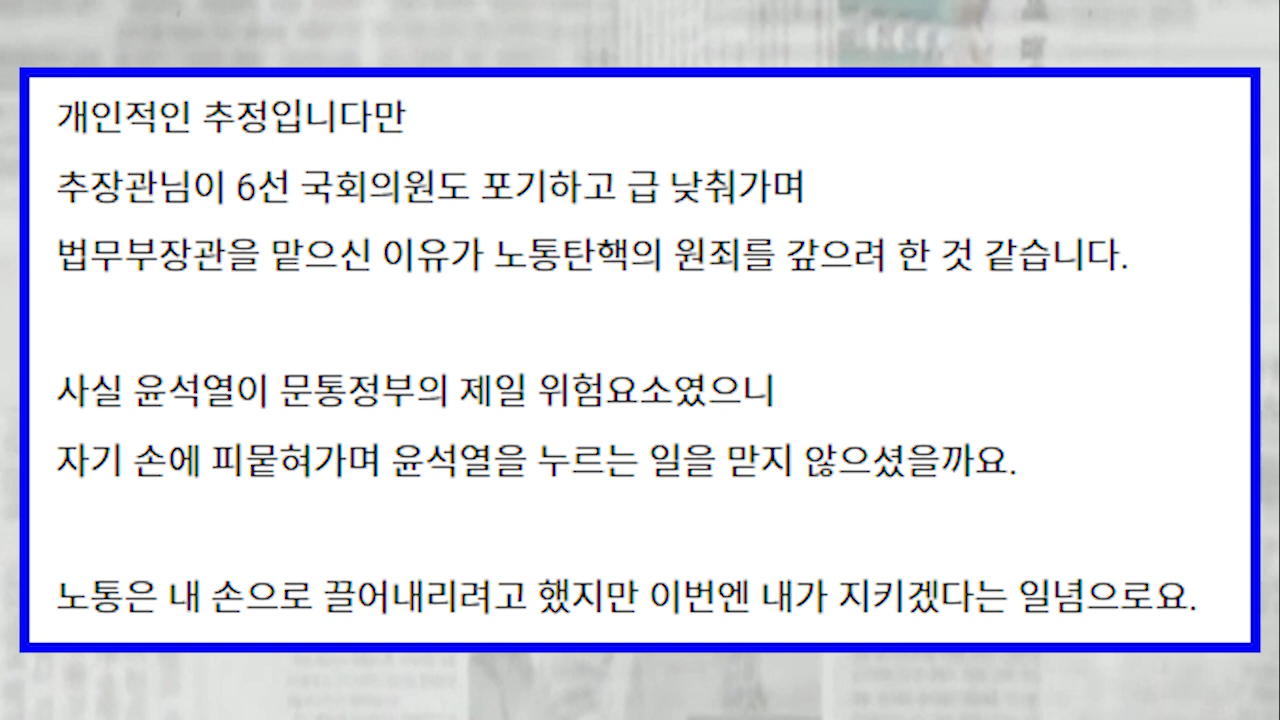 개인적인 추정입니다만
추장관님이 6선 국회의원도 포기하고 급 낮춰가며
법무부장관을 맡으신 이유가 노통탄핵의 원죄를 갚으려 한 것 같습니다.
사실 윤석열이 문통정부의 제일 위험요소였으니
자기 손에 피뭍혀가며 윤석열을 누르는 일을 맏지 않으셨을까요.
노통은 내 손으로 끌어내리려고 했지만 이번엔 내가 지키겠다는 일념으로요.